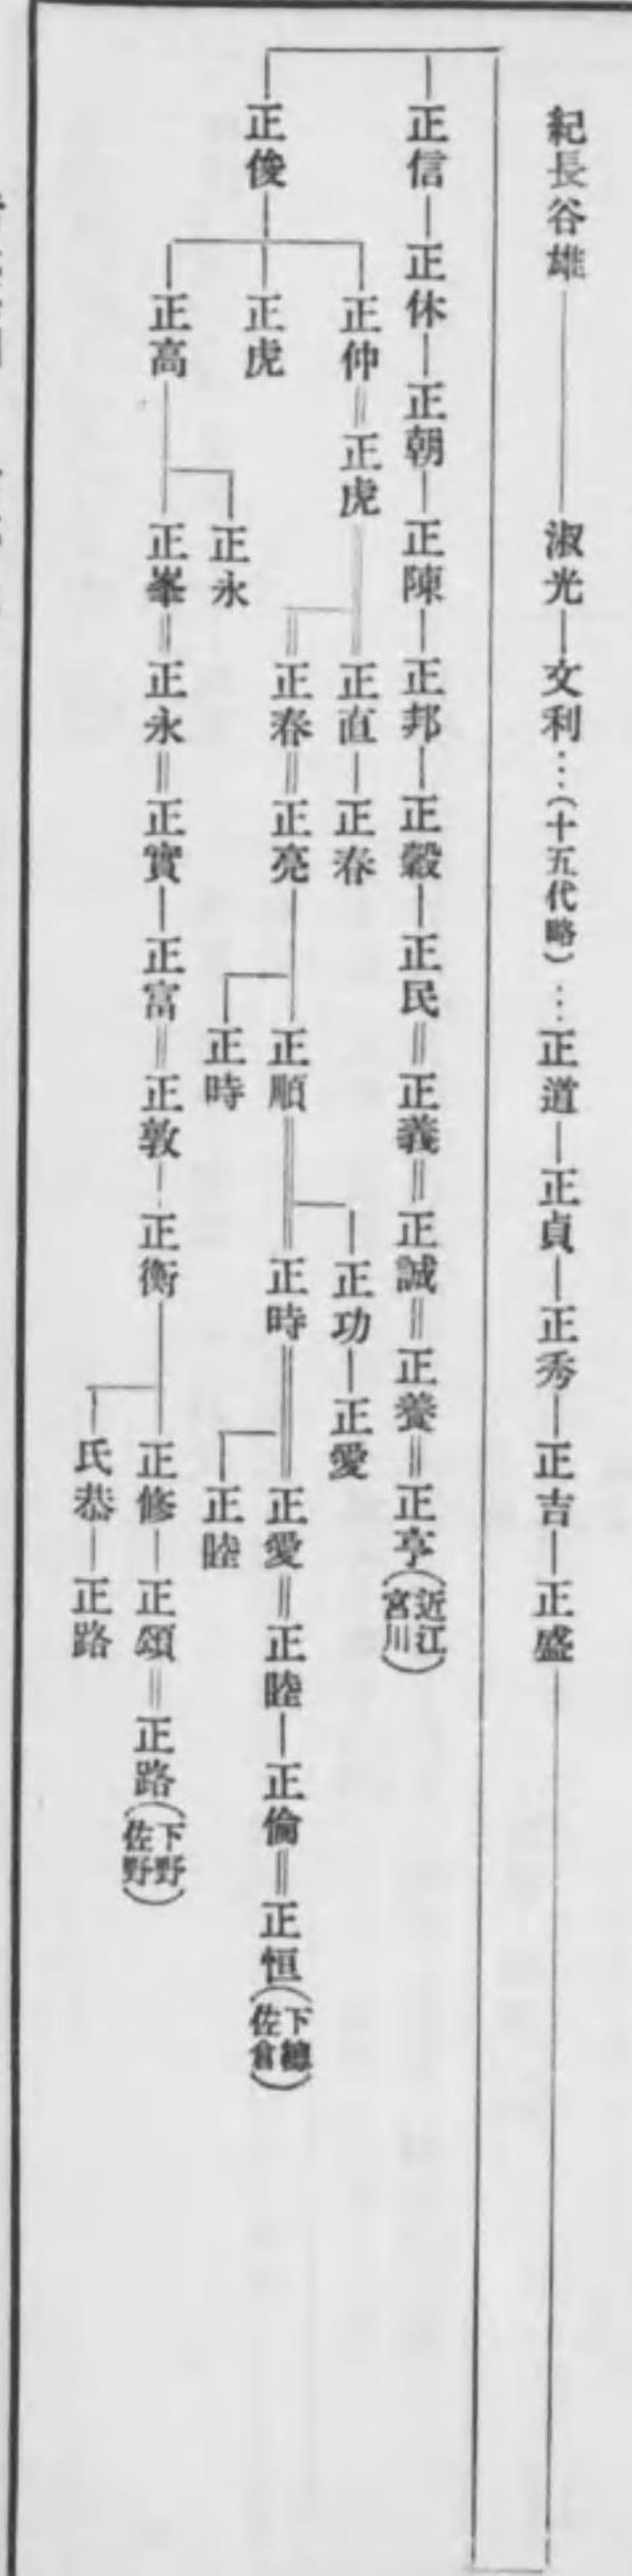 紀長谷雄――淑光―文利…(十五代略)…正道―正貞―正秀―正吉―正盛
正信―正休―正朝―正陳―正邦―正縠―正民=正義=正誠=正養=正亨(近江宮川)
正功―正愛
正仲=正虎=正直―正春
正俊
正虎
正春=正亮―正順=正時=正愛=正睦―正倫=正恒(下總佐倉)
正永
正時
正睦
正高―正峯=正永=正實―正富=正敦―正衡―正修―正頌=正路(下野佐野)
氏恭―正路